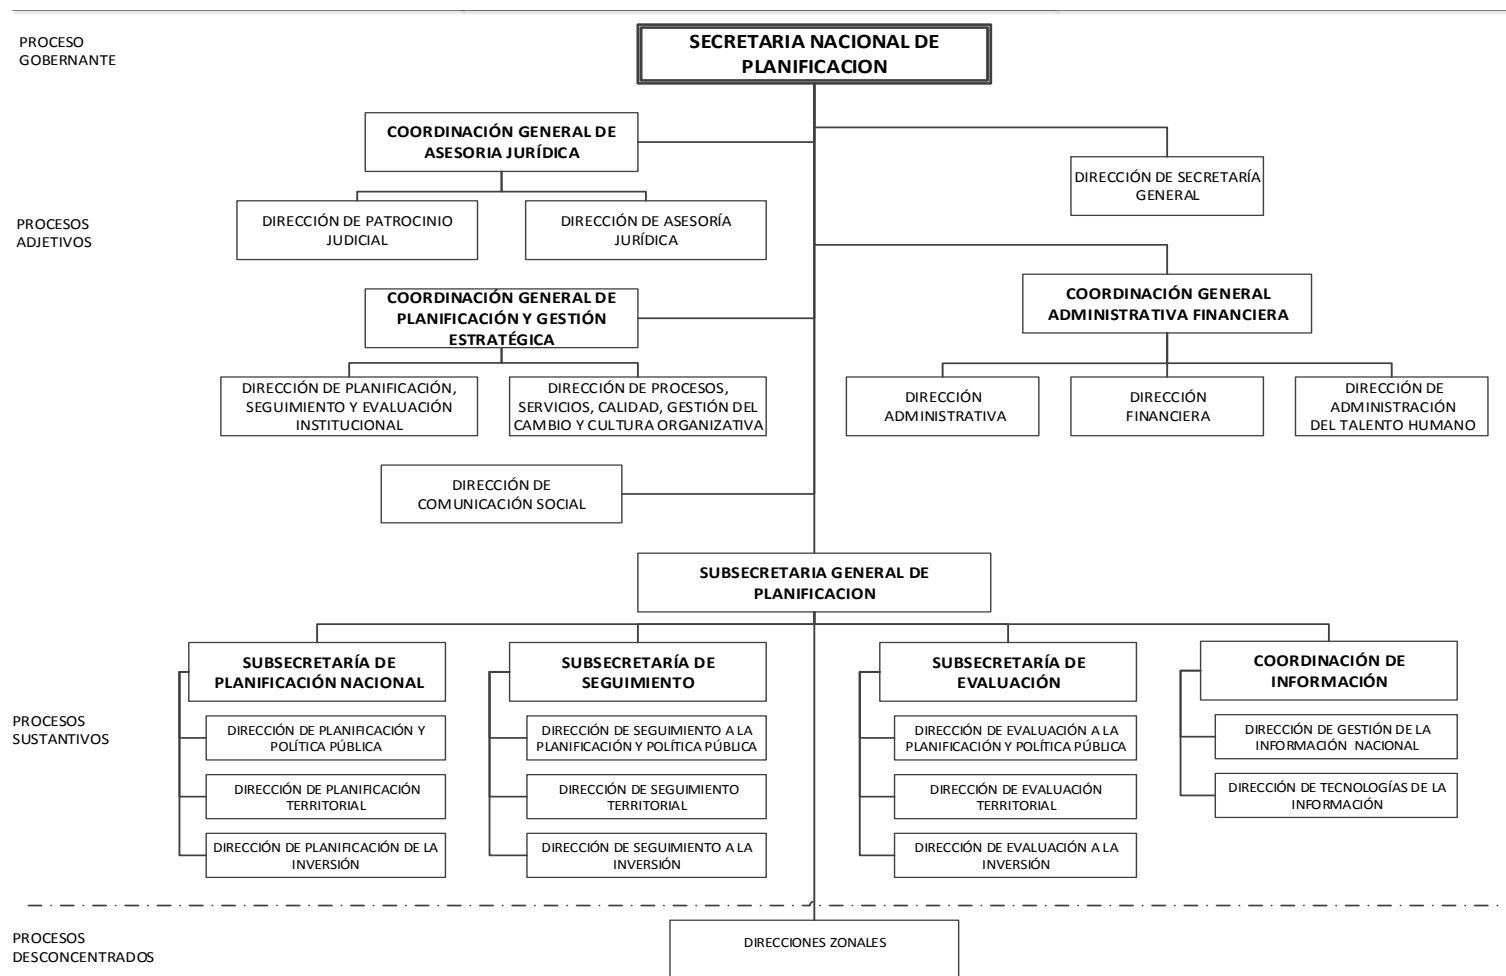 PROCESO
GOBERNANTE
SECRETARIA NACIONAL DE
PLANIFICACION
COORDINACIÓN GENERAL DE
ASESORIA JURÍDICA
DIRECCIÓN DE SECRETARÍA
GENERAL
PROCESOS
ADJETIVOS
DIRECCIÓN DE PATROCINIO
JUDICIAL
DIRECCIÓN DE ASESORÍA
JURÍDICA
COORDINACIÓN GENERAL DE
PLANIFICACIÓN Y GESTIÓN
ESTRATÉGICA
COORDINACIÓN GENERAL
ADMINISTRATIVA FINANCIERA
DIRECCIÓN DE PLANIFICACIÓN,
SEGUIMIENTO Y EVALUACIÓN
INSTITUCIONAL
DIRECCIÓN DE PROCESOS,
SERVICIOS, CALIDAD, GESTIÓN DEL
CAMBIO Y CULTURA ORGANIZATIVA
DIRECCIÓN
ADMINISTRATIVA
DIRECCIÓN
FINANCIERA
DIRECCIÓN DE
ADMINISTRACIÓN
DEL TALENTO HUMANO
DIRECCIÓN DE
COMUNICACIÓN SOCIAL
SUBSECRETARIA GENERAL DE
PLANIFICACION
SUBSECRETARÍA DE
PLANIFICACIÓN NACIONAL
SUBSECRETARÍA DE
SEGUIMIENTO
SUBSECRETARÍA DE
EVALUACIÓN
COORDINACIÓN DE
INFORMACIÓN
PROCESOS
SUSTANTIVOS
DIRECCIÓN DE PLANIFICACIÓN Y
POLÍTICA PÚBLICA
DIRECCIÓN DE SEGUIMIENTO A LA
PLANIFICACIÓN Y POLÍTICA PÚBLICA
DIRECCIÓN DE EVALUACIÓN A LA
PLANIFICACIÓN Y POLÍTICA PÚBLICA
DIRECCIÓN DE GESTIÓN DE LA
INFORMACIÓN NACIONAL
DIRECCIÓN DE PLANIFICACIÓN
TERRITORIAL
DIRECCIÓN DE SEGUIMIENTO
TERRITORIAL
DIRECCIÓN DE EVALUACIÓN
TERRITORIAL
DIRECCIÓN DE TECNOLOGÍAS DE LA
INFORMACIÓN
DIRECCIÓN DE PLANIFICACIÓN DE LA
INVERSIÓN
DIRECCIÓN DE SEGUIMIENTO A LA
INVERSIÓN
DIRECCIÓN DE EVALUACIÓN A LA
INVERSIÓN
PROCESOS
DESCONCENTRADOS
DIRECCIONES ZONALES